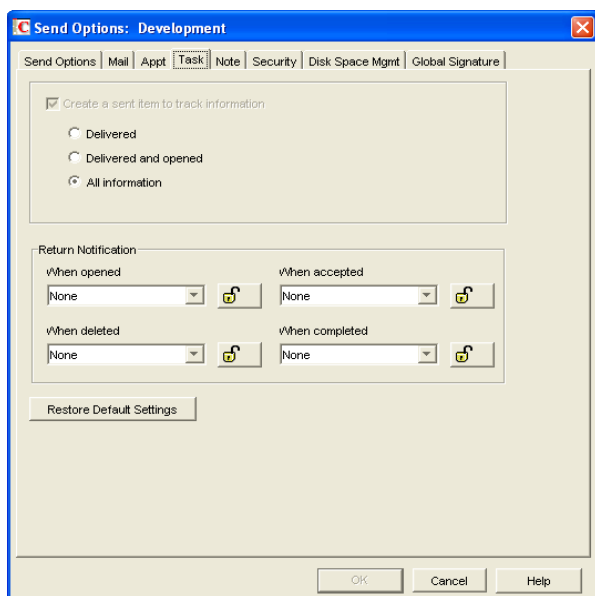 Send Options: Development
Send Options Mail Appt Task Note Security Disk Space Mgmt Global Signature
Create a sent item to track information
Delivered
Delivered and opened
All information
Return Notification
When opened When accepted
None None
When deleted When completed
None None
Restore Default Settings
OK Cancel Help